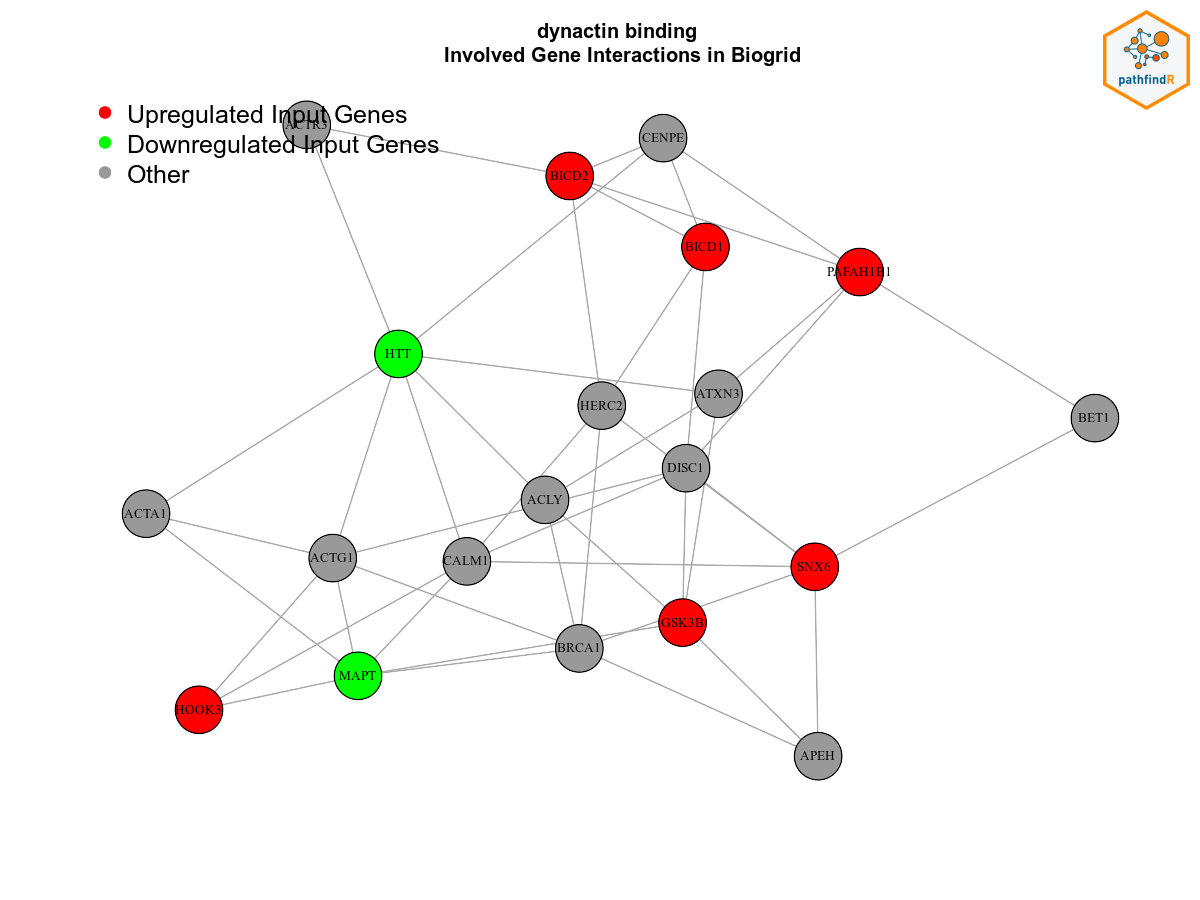 dynactin binding
Involved Gene Interactions in Biogrid
pathfindR
Upregulated Input Genes
ACTR3
Downregulated Input Genes
Other
CENPE
BICD2
BICD1
PAFAH1B1
HTT
ATXN3
HERC2
BET1
DISC1
ACLY
ACTA1
ACTG1
CALM1
SNX6
GSK3B
BRCA1
MAPT
HOOK3
APEH